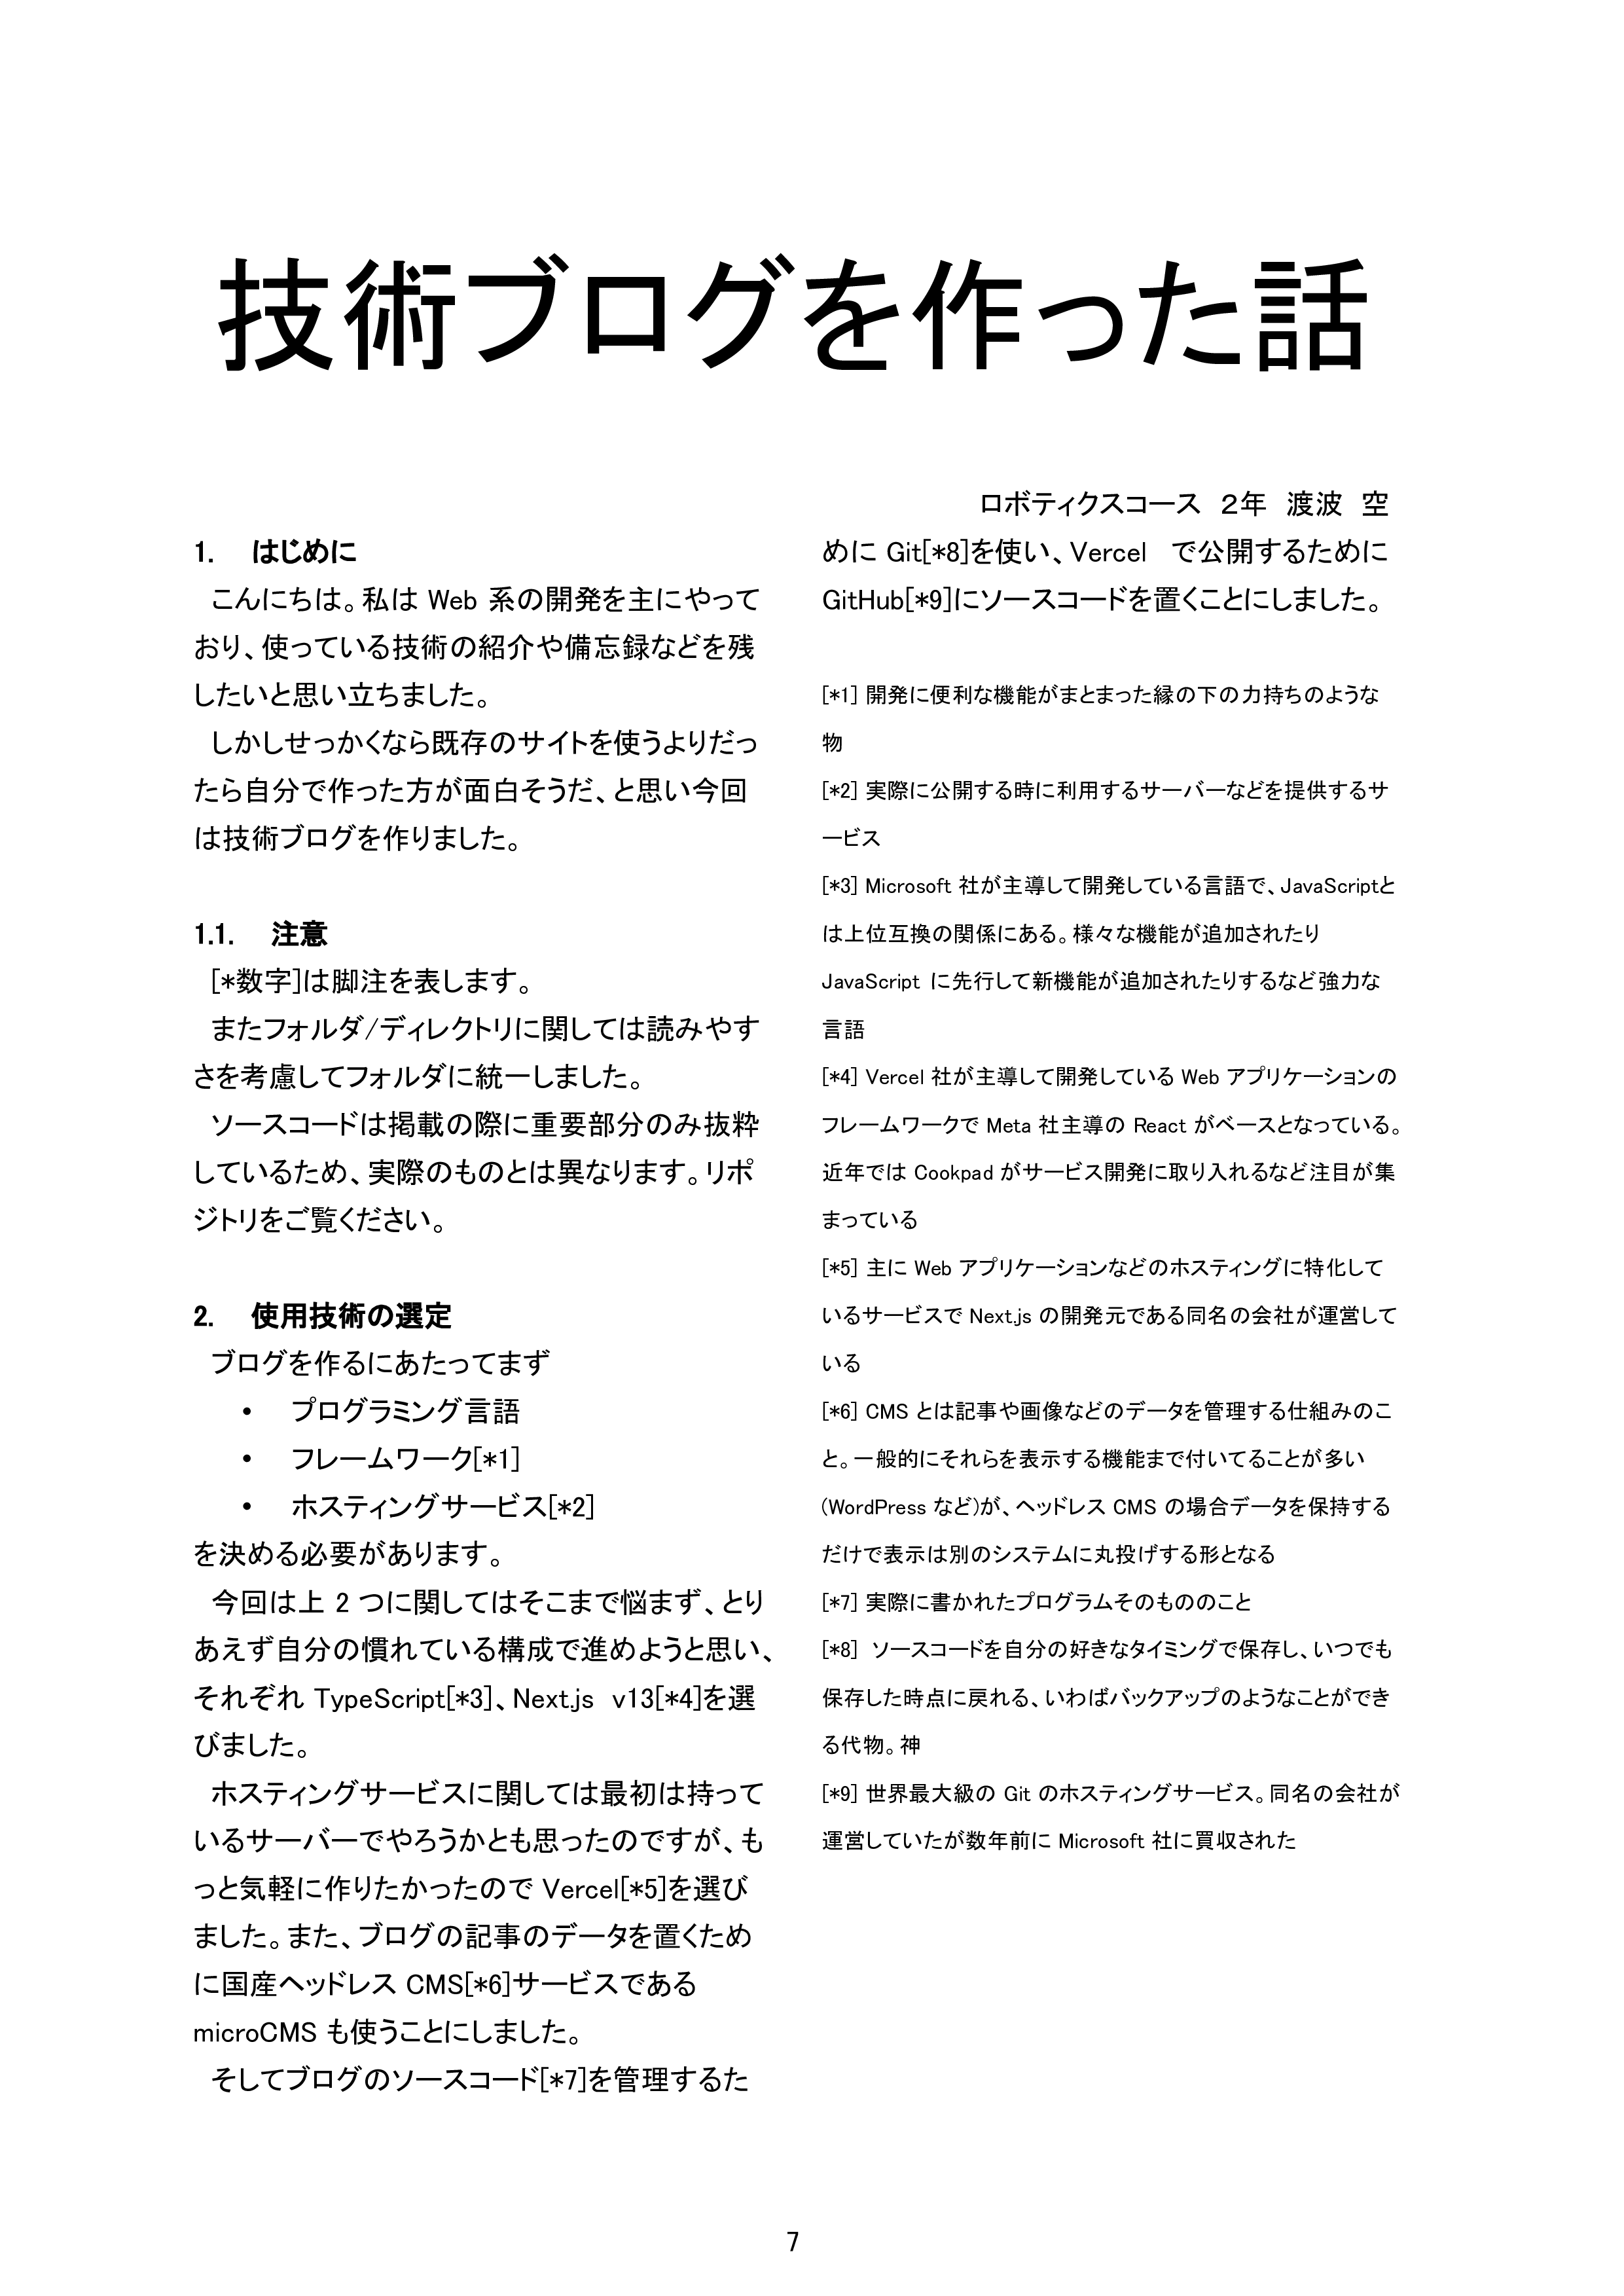 技術ブログを作った話
ロボティクスコース 2年 渡波 空
1. はじめに
こんにちは。私は Web 系の開発を主にやって
おり、使っている技術の紹介や備忘録などを残
したいと思い立ちました。
しかしせっかくなら既存のサイトを使うよりだっ
たら自分で作った方が面白そうだ、と思い今回
は技術ブログを作りました。
1.1. 注意
[*数字]は脚注を表します。
またフォルダ/ディレクトリに関しては読みやす
さを考慮してフォルダに統一しました。
ソースコードは掲載の際に重要部分のみ抜粋
しているため、実際のものとは異なります。リポ
ジトリをご覧ください。
2. 使用技術の選定
ブログを作るにあたってまず
・ プログラミング言語
・ フレームワーク[*1]
・ ホスティングサービス[*2]
を決める必要があります。
今回は上 2 つに関してはそこまで悩まず、とり
あえず自分の慣れている構成で進めようと思い、
それぞれ TypeScript[*3]、Next.js v13[*4]を選
びました。
ホスティングサービスに関しては最初は持って
いるサーバーでやろうかとも思ったのですが、も
っと気軽に作りたかったので Vercel[*5]を選び
ました。また、ブログの記事のデータを置くため
に国産ヘッドレス CMS[*6]サービスである
microCMS も使うことにしました。
そしてブログのソースコード[*7]を管理するた
めに Git[*8]を使い、Vercel で公開するために
GitHub[*9]にソースコードを置くことにしました。
[*1] 開発に便利な機能がまとまった縁の下の力持ちのような
物
[*2] 実際に公開する時に利用するサーバーなどを提供するサ
ービス
[*3] Microsoft 社が主導して開発している言語で、JavaScriptと
は上位互換の関係にある。様々な機能が追加されたり
JavaScript に先行して新機能が追加されたりするなど強力な
言語
[*4] Vercel 社が主導して開発している Web アプリケーションの
フレームワークで Meta 社主導の React がベースとなっている。
近年では Cookpad がサービス開発に取り入れるなど注目が集
まっている
[*5] 主に Web アプリケーションなどのホスティングに特化して
いるサービスで Next.js の開発元である同名の会社が運営して
いる
[*6] CMS とは記事や画像などのデータを管理する仕組みのこ
と。一般的にそれらを表示する機能まで付いてることが多い
(WordPress など)が、ヘッドレス CMS の場合データを保持する
だけで表示は別のシステムに丸投げする形となる
[*7] 実際に書かれたプログラムそのもののこと
[*8] ソースコードを自分の好きなタイミングで保存し、いつでも
保存した時点に戻れる、いわばバックアップのようなことができ
る代物。神
[*9] 世界最大級の Git のホスティングサービス。同名の会社が
運営していたが数年前に Microsoft 社に買収された
7